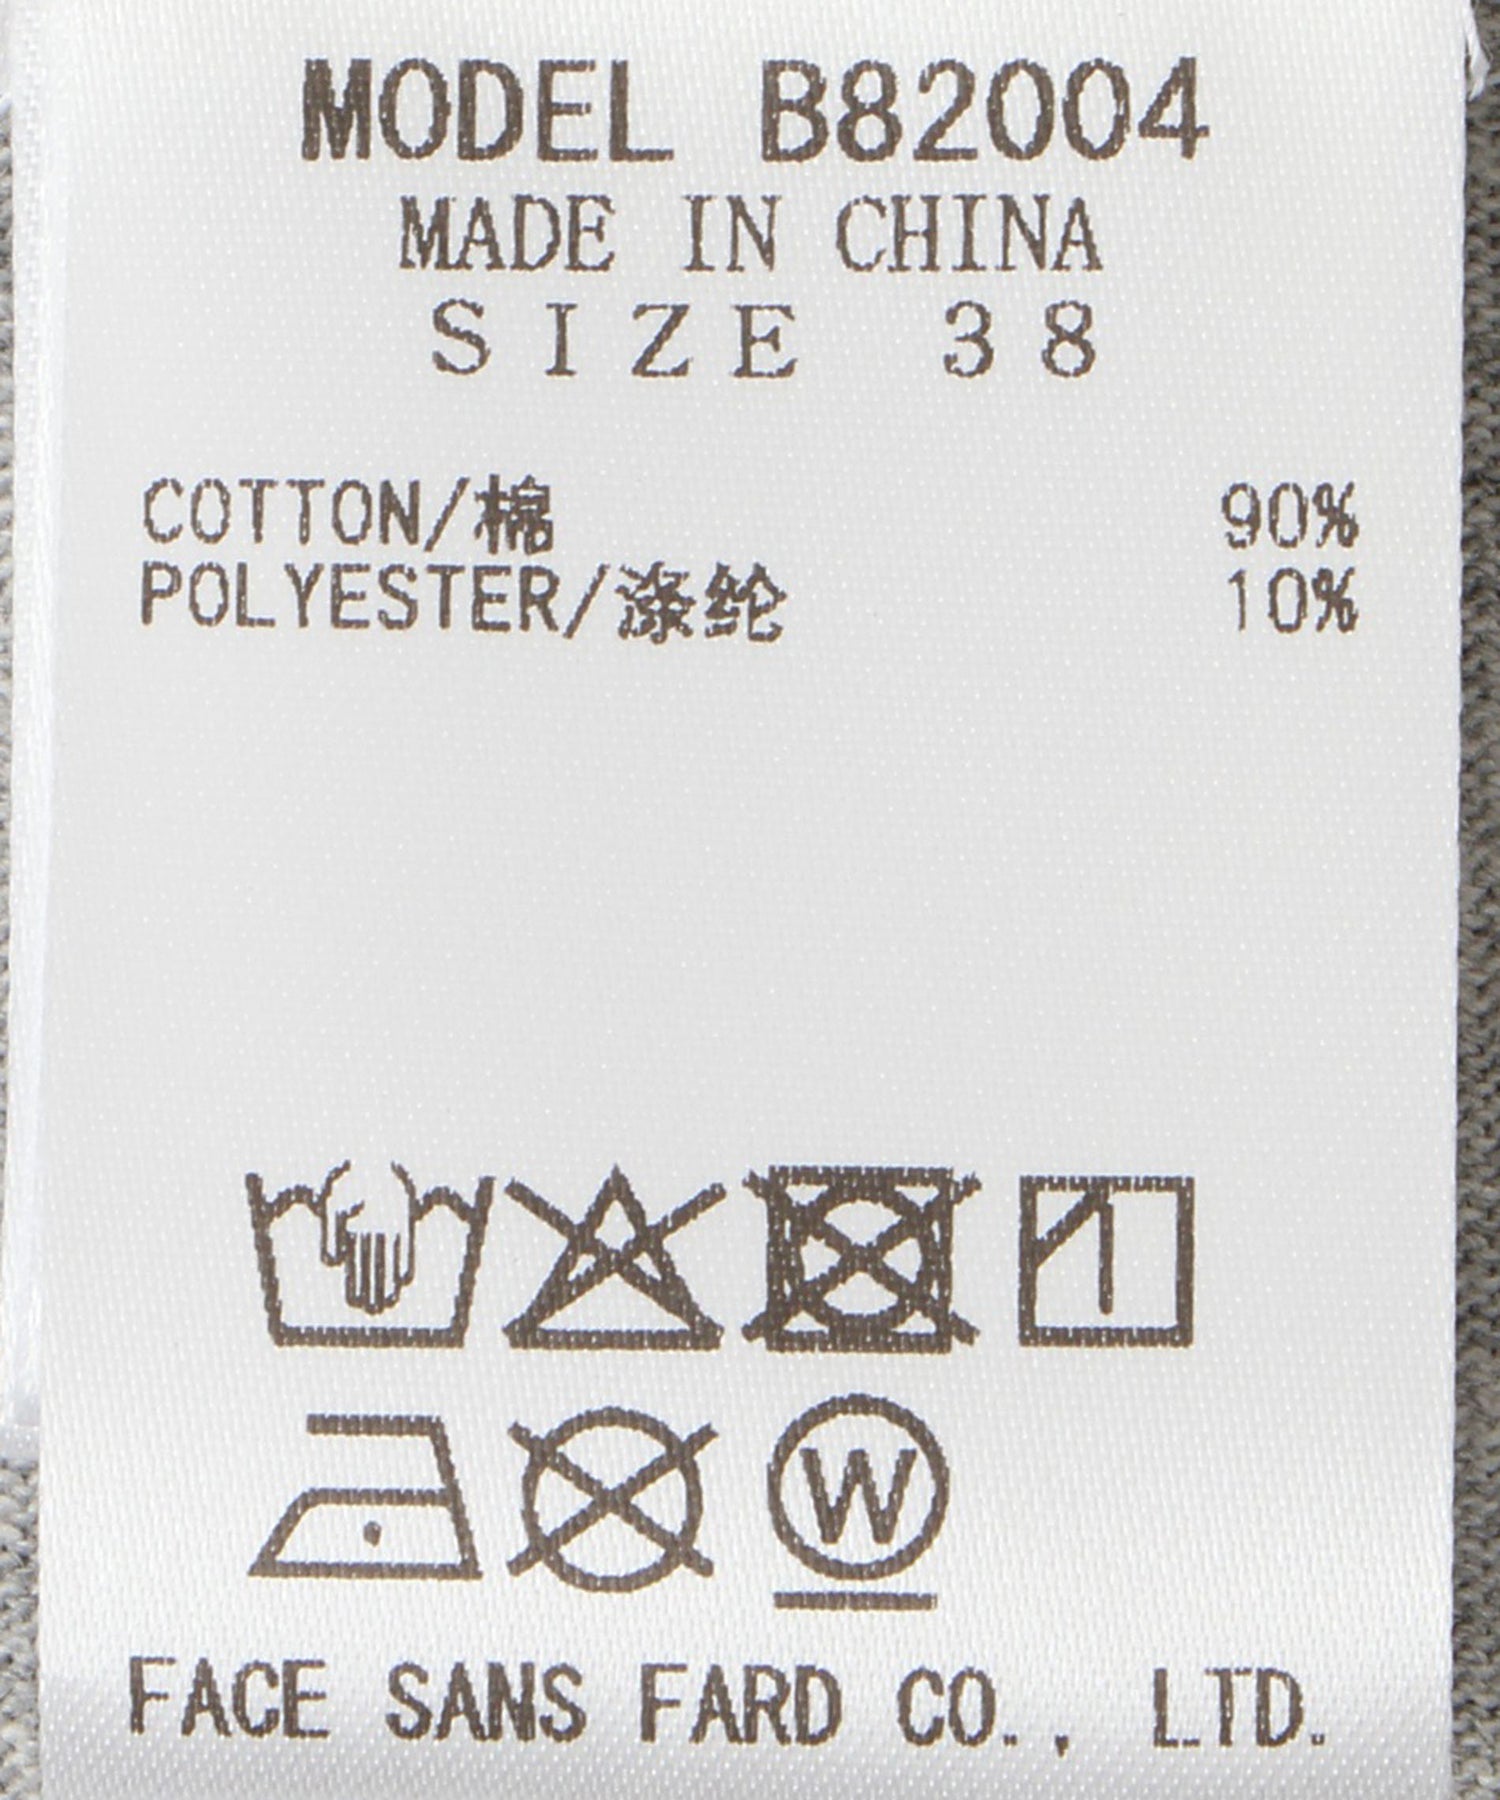 MODEL B82004
MADE IN CHINA
SIZE 38
COTTON/棉 90%
POLYESTER/涤纶 10%
W
FACE SANS FARD CO., LTD.